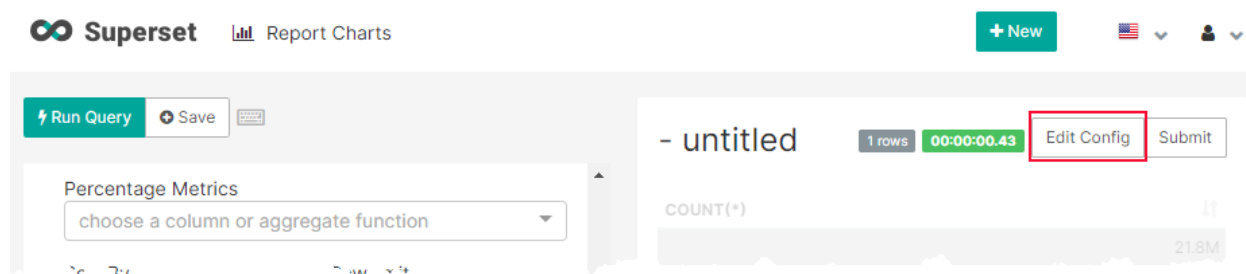 Superset Report Charts + New
Run Query Save
- untitled 1 rows 00:00:00.43 Edit Config Submit
Percentage Metrics
choose a column or aggregate function
COUNT(*)
21.8M